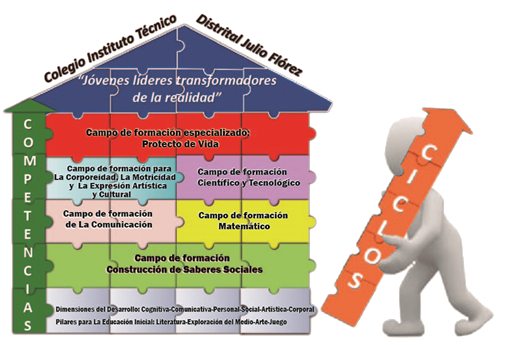 Colegio Instituto Técnico
Distrital Julio Flórez
“Jóvenes líderes transformadores
de la realidad”
COMPETENCIAS
Campo de formación especializado:
Protecto de Vida
Campo de formación para
La Corporeidad, La Motricidad
y La Expresión Artística
y Cultural
Campo de formación
Científico y Tecnológico
Campo de formación
de La Comunicación
Campo de formación
Matemático
Campo de formación
Construcción de Saberes Sociales
Dimensiones del Desarrollo: Cognitiva-Comunicativa-Personal-Social-Artística-Corporal
Pilares para La Educación Inicial: Literatura-Exploración del Medio-Arte-Juego
CICLOS